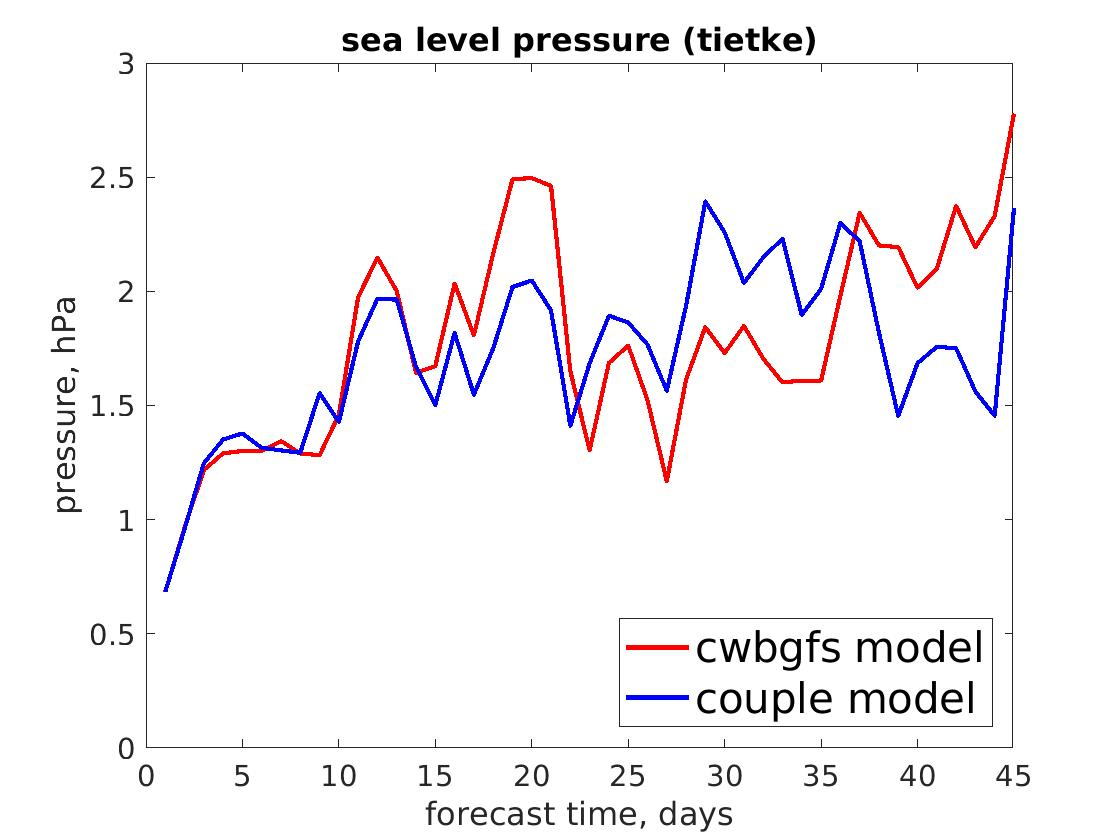 sea level pressure (tietke)
pressure, hPa
3
2.5
2
1.5
1
0.5
0
cwbgfs model
couple model
0 5 10 15 20 25 30 35 40 45
forecast time, days